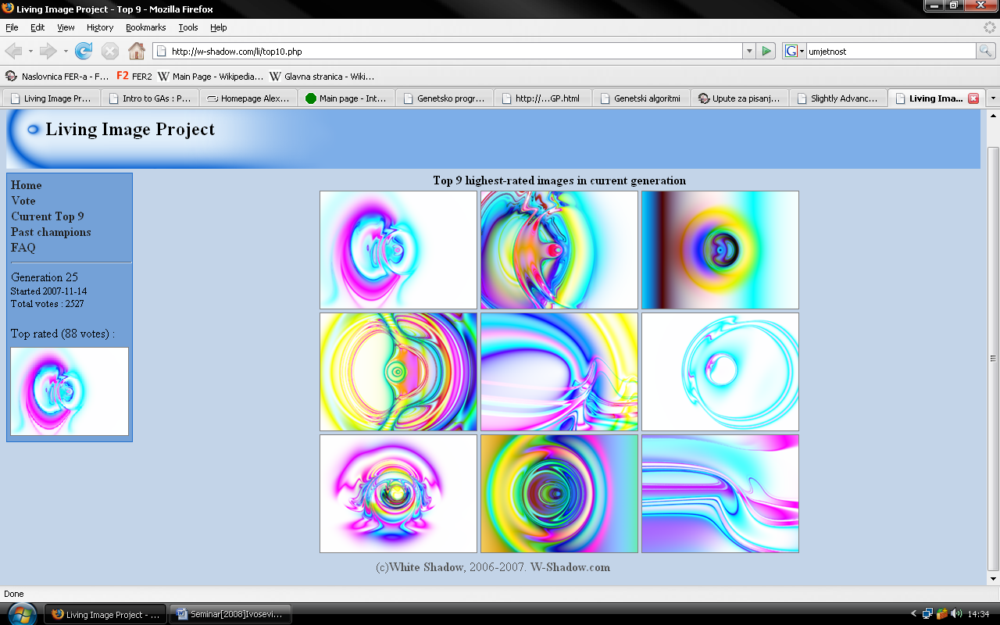 Living Image Project - Top 9 - Mozilla Firefox
File Edit View History Bookmarks Tools Help
http://w-shadow.com/li/top10.php
G umjetnost
Naslovnica FER-a - F... F2 FER2 W Main Page - Wikipedia... W Glavna stranica - Wiki...
Living Image Pr... Intro to GAs : P... Homepage Alex... Main page - Int... Genetsko progr... http://...GP.html Genetski algoritmi Upute za pisanj... Slightly Advanc... Living Ima...
Living Image Project
Home
Vote
Current Top 9
Past champions
FAQ
Generation 25
Started 2007-11-14
Total votes : 2527
Top rated (88 votes) :
Top 9 highest-rated images in current generation
(c)White Shadow, 2006-2007. W-Shadow.com
Done
Living Image Project - ... Seminar[2008]Ivosevi... 14:34